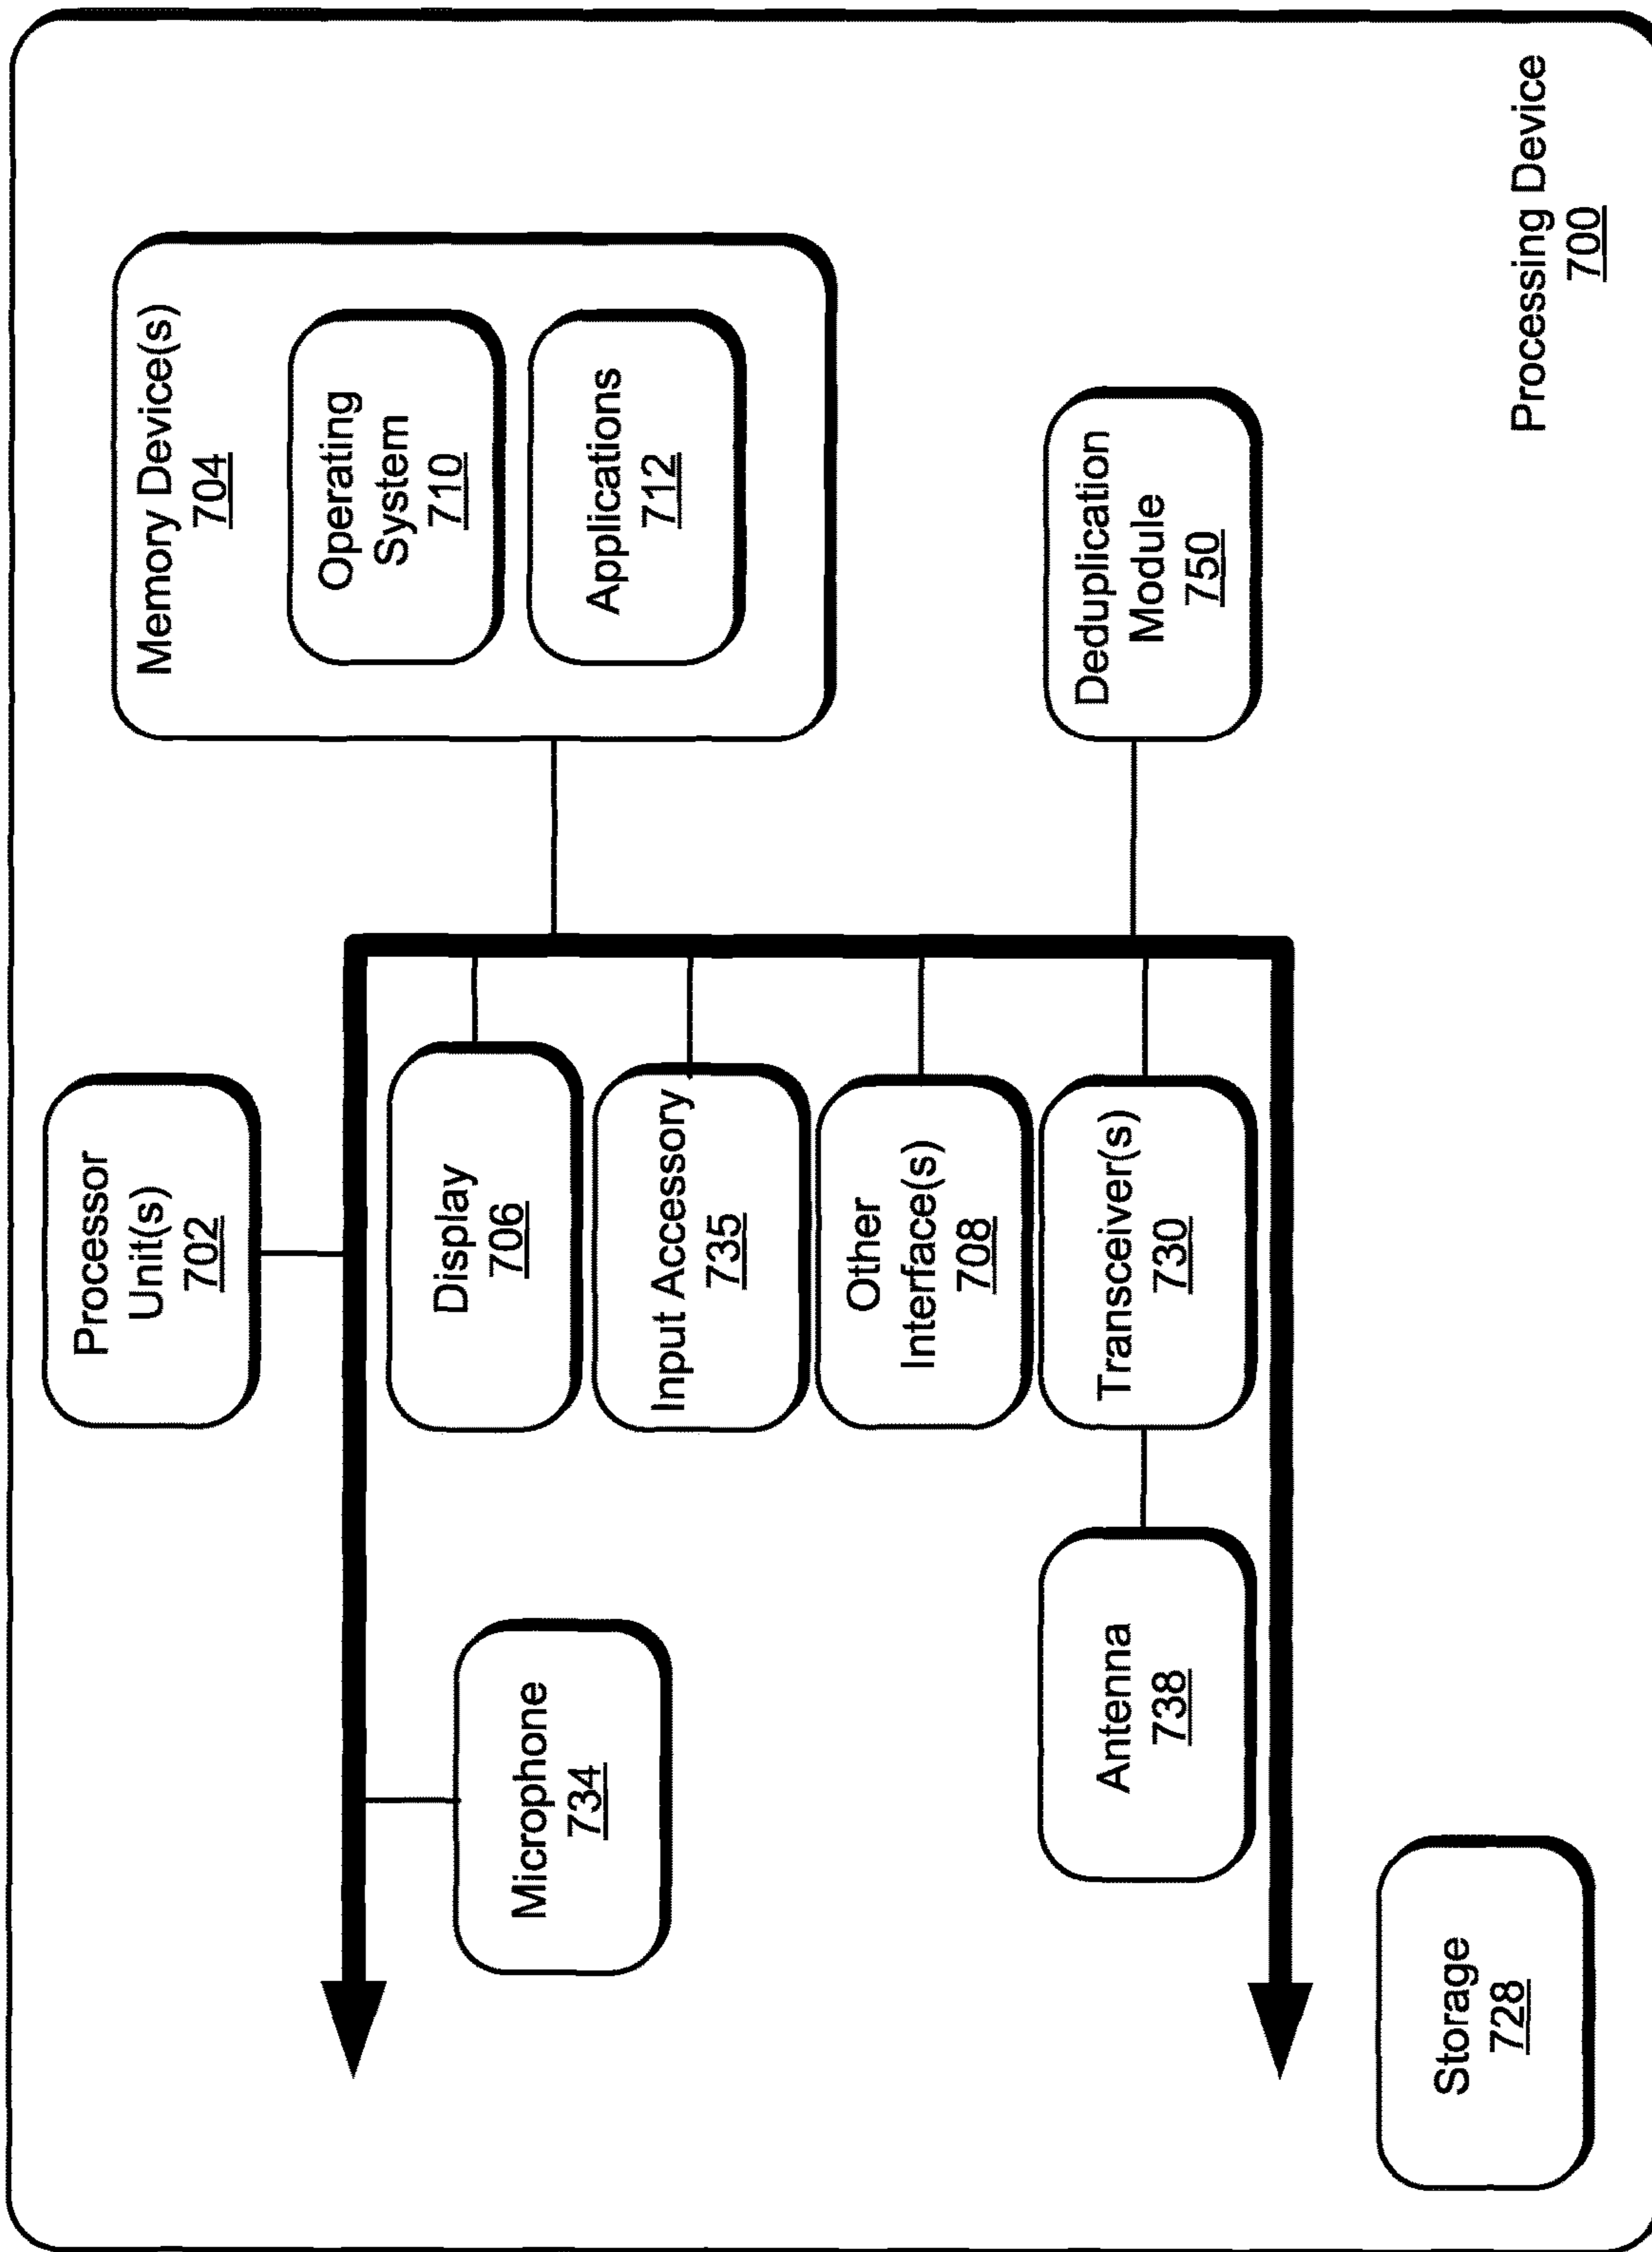 Processor
Unit(s)
702
Memory Device(s)
704
Operating
System
710
Applications
712
Microphone
734
Display
706
Input Accessory
735
Other
Interface(s)
708
Transceiver(s)
730
Antenna
738
Deduplication
Module
750
Storage
728
Processing Device
700